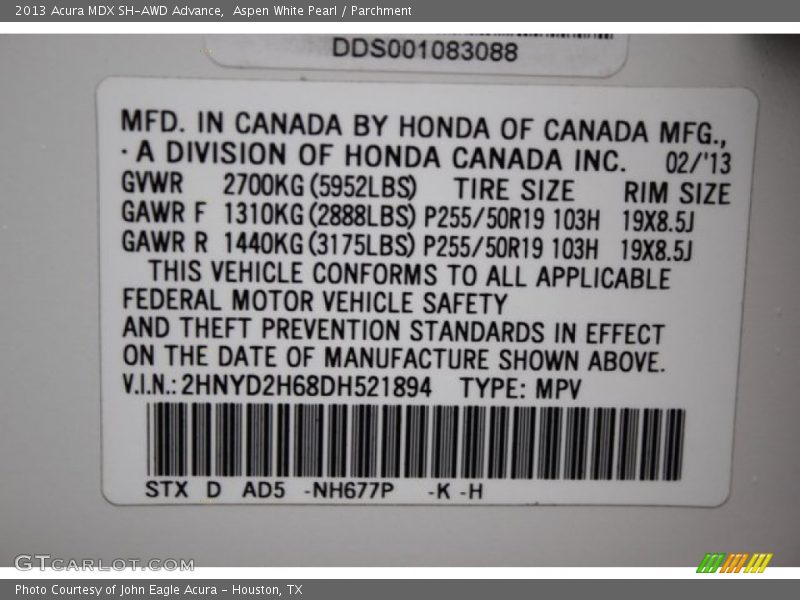 2013 Acura MDX SH-AWD Advance, Aspen White Pearl / Parchment
DDS001083088
MFD. IN CANADA BY HONDA OF CANADA MFG.,
A DIVISION OF HONDA CANADA INC. 02/'13
GVWR 2700KG(5952LBS) TIRE SIZE RIM SIZE
GAWR F 1310KG(2888LBS) P255/50R19 103H 19X8.5J
GAWR R 1440KG(3175LBS) P255/50R19 103H 19X8.5J
THIS VEHICLE CONFORMS TO ALL APPLICABLE
FEDERAL MOTOR VEHICLE SAFETY
AND THEFT PREVENTION STANDARDS IN EFFECT
ON THE DATE OF MANUFACTURE SHOWN ABOVE.
V.I.N.: 2HNYD2H68DH521894 TYPE: MPV
STX D AD5 -NH677P -K -H
GTCARLOT.COM
Photo Courtesy of John Eagle Acura - Houston, TX